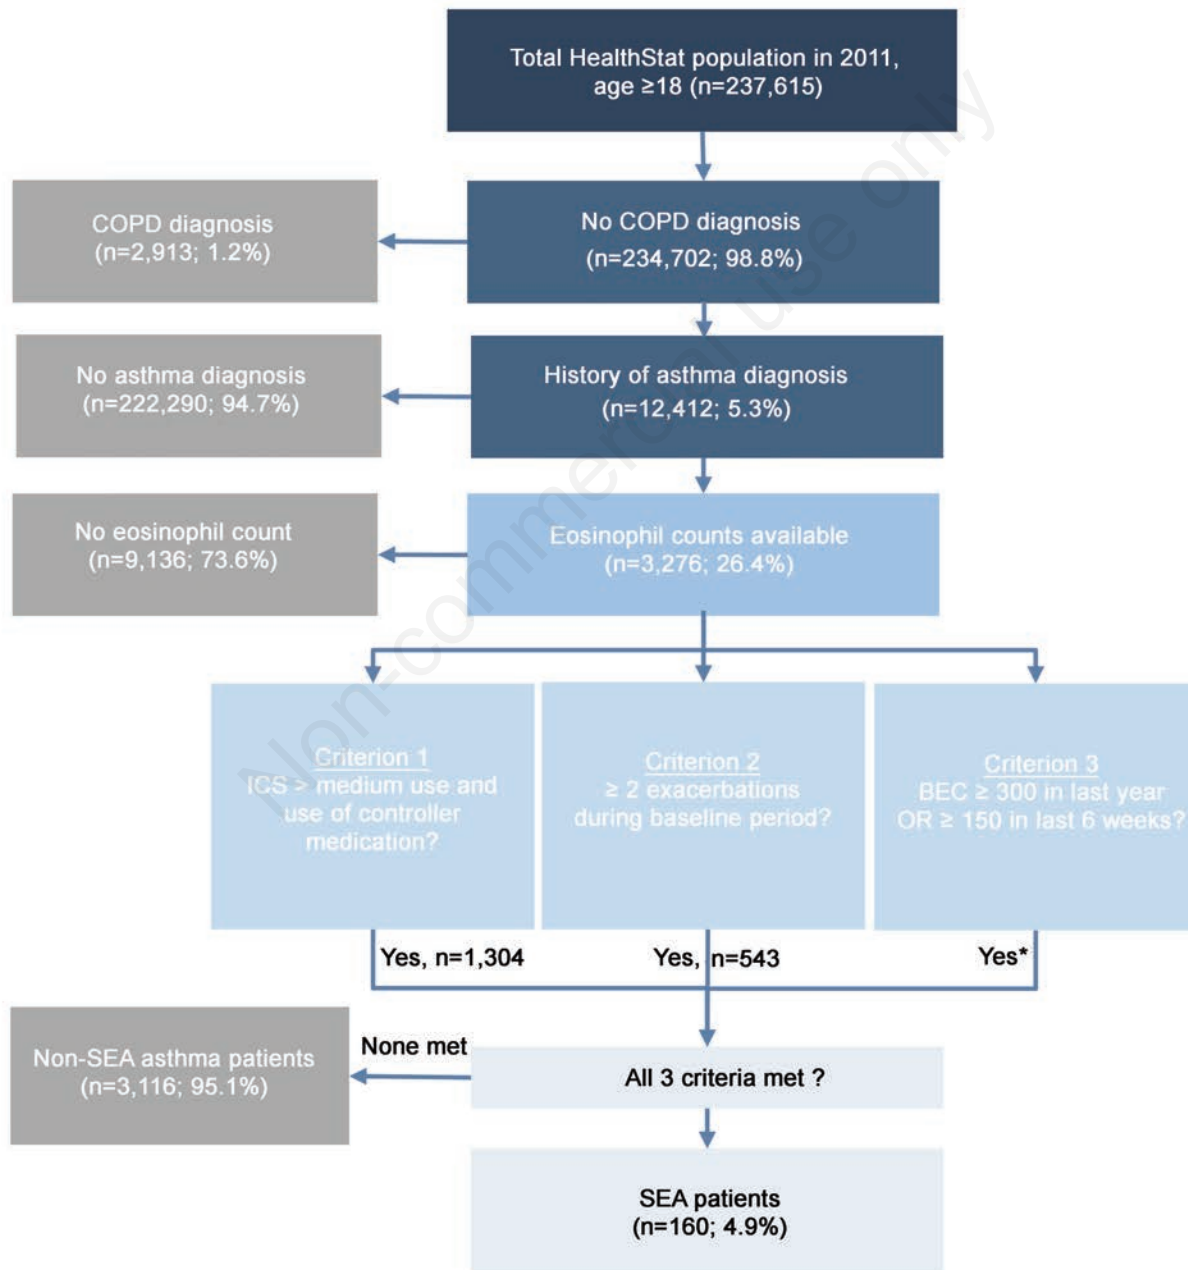 Total HealthStat population in 2011,
age ≥18 (n=237,615)
COPD diagnosis
(n=2,913; 1.2%)
No COPD diagnosis
(n=234,702; 98.8%)
No asthma diagnosis
(n=222,290; 94.7%)
History of asthma diagnosis
(n=12,412; 5.3%)
No eosinophil count
(n=9,136; 73.6%)
Eosinophil counts available
(n=3,276; 26.4%)
Criterion 1
ICS > medium use and
use of controller
medication?
Criterion 2
≥ 2 exacerbations
during baseline period?
Criterion 3
BEC ≥ 300 in last year
OR ≥ 150 in last 6 weeks?
Yes, n=1,304
Yes, n=543
Yes*
Non-SEA asthma patients
(n=3,116; 95.1%)
None met
All 3 criteria met ?
SEA patients
(n=160; 4.9%)
Non-commercial use only